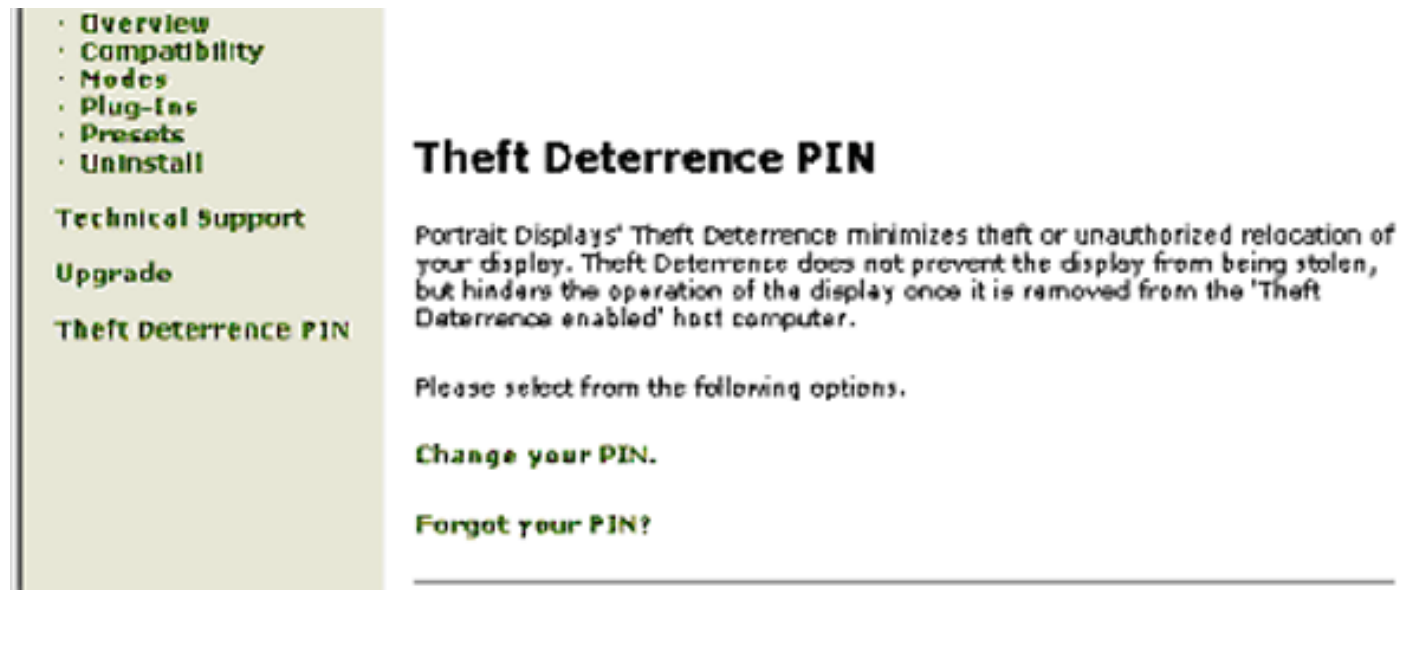 · Overview
· Compatibility
· Modes
· Plug-Ins
· Presets
· Uninstall
Technical Support
Upgrade
Theft Deterrence PIN
Theft Deterrence PIN
Portrait Displays' Theft Deterrence minimizes theft or unauthorized relocation of
your display. Theft Deterrence does not prevent the display from being stolen,
but hinders the operation of the display once it is removed from the 'Theft
Deterrence enabled' host computer.
Please select from the following options.
Change your PIN.
Forgot your PIN?